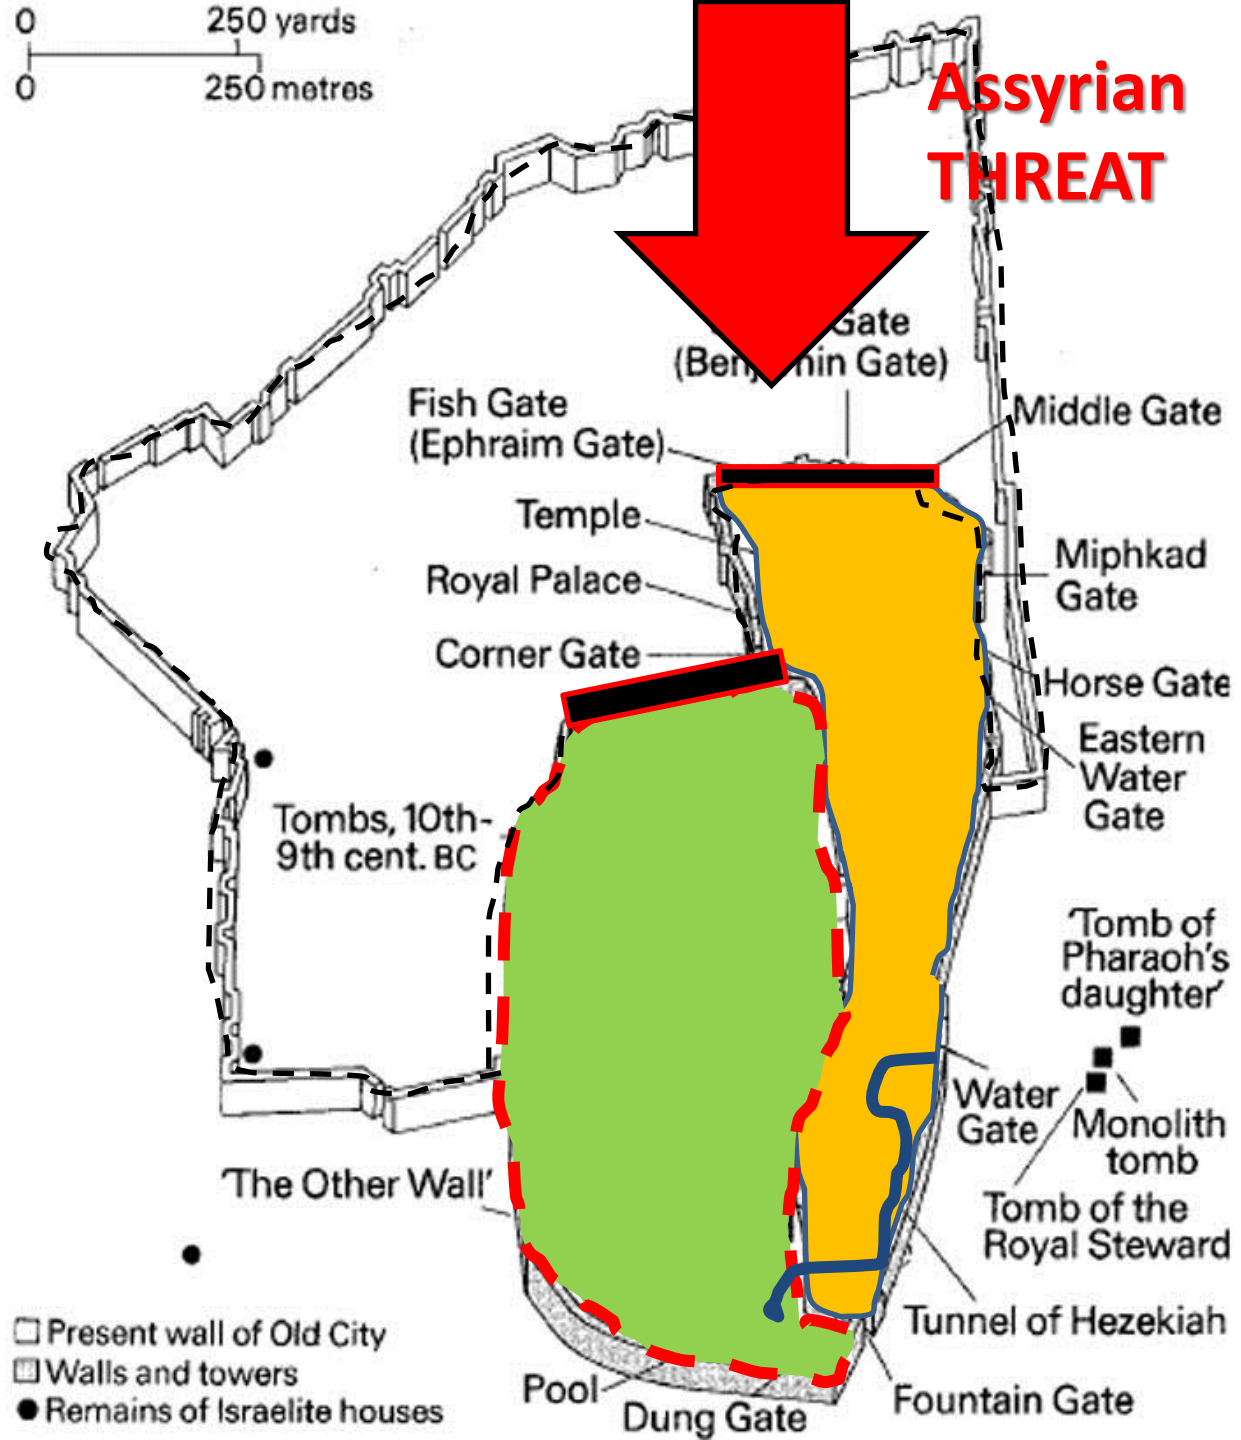 0 250 yards
0 250 metres
Assyrian
THREAT
Gate
(Benjamin Gate)
Fish Gate
(Ephraim Gate)
Middle Gate
Temple
Royal Palace
Corner Gate
Miphkad
Gate
Horse Gate
Eastern
Water
Gate
Tombs, 10th-
9th cent. BC
'Tomb of
Pharaoh's
daughter'
Water
Gate
Monolith
tomb
'The Other Wall'
Tomb of the
Royal Steward
Tunnel of Hezekiah
Present wall of Old City
Walls and towers
Remains of Israelite houses
Pool
Dung Gate
Fountain Gate